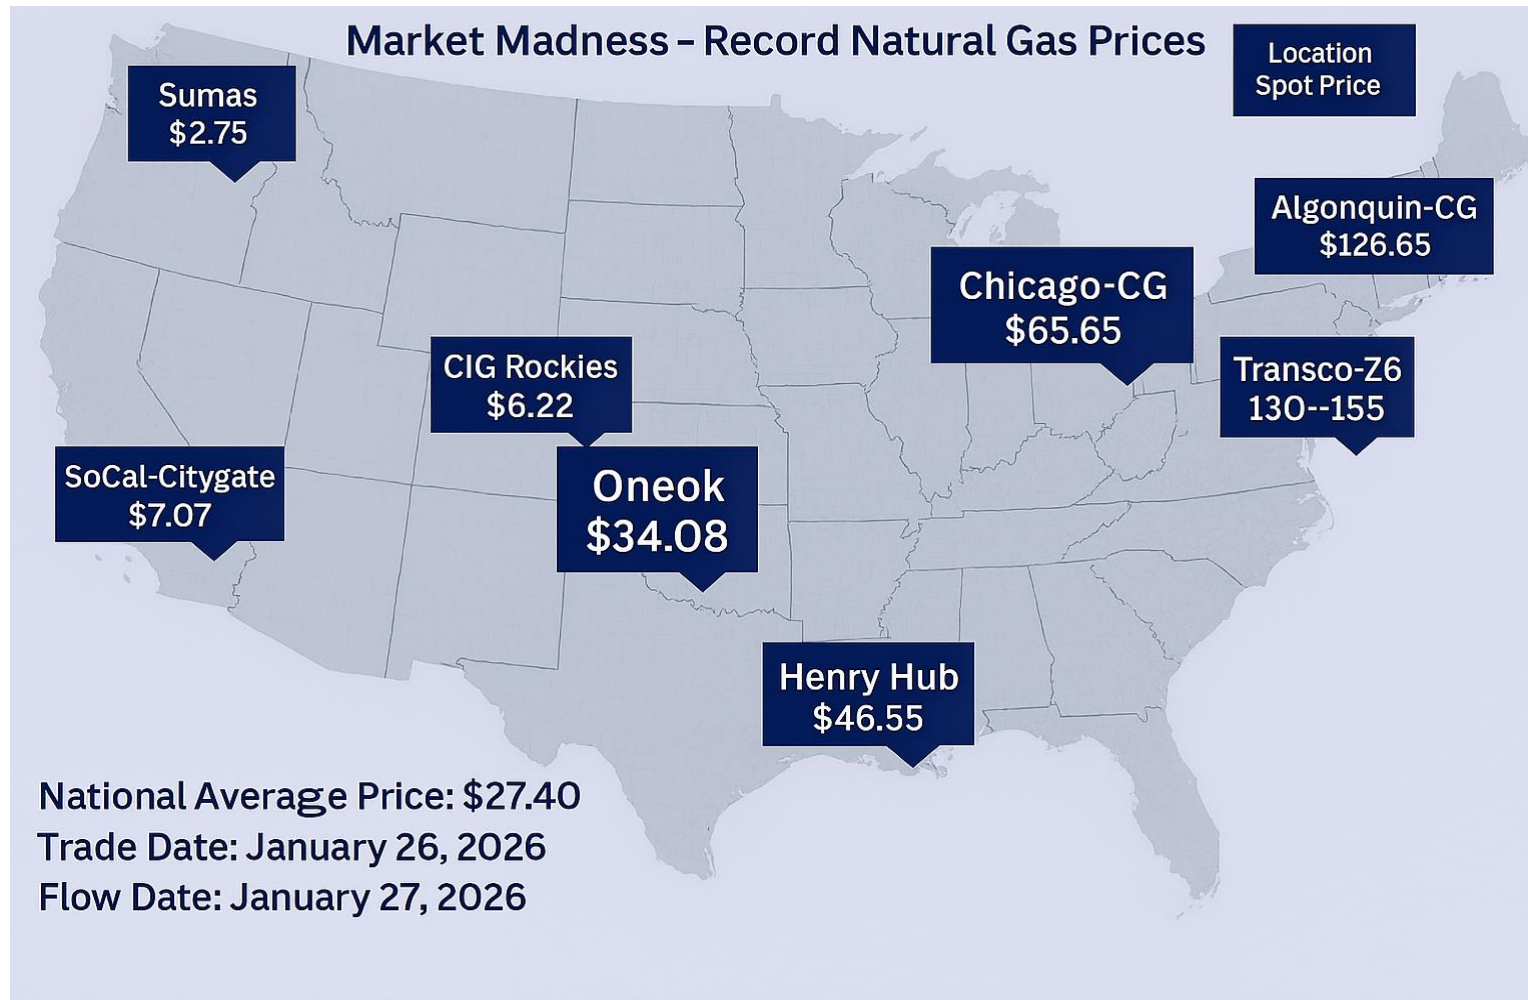 Market Madness – Record Natural Gas Prices
Location
Spot Price
Sumas
$2.75
Algonquin-CG
$126.65
Chicago-CG
$65.65
CIG Rockies
$6.22
Transco-Z6
130--155
SoCal-Citygate
$7.07
Oneok
$34.08
Henry Hub
$46.55
National Average Price: $27.40
Trade Date: January 26, 2026
Flow Date: January 27, 2026